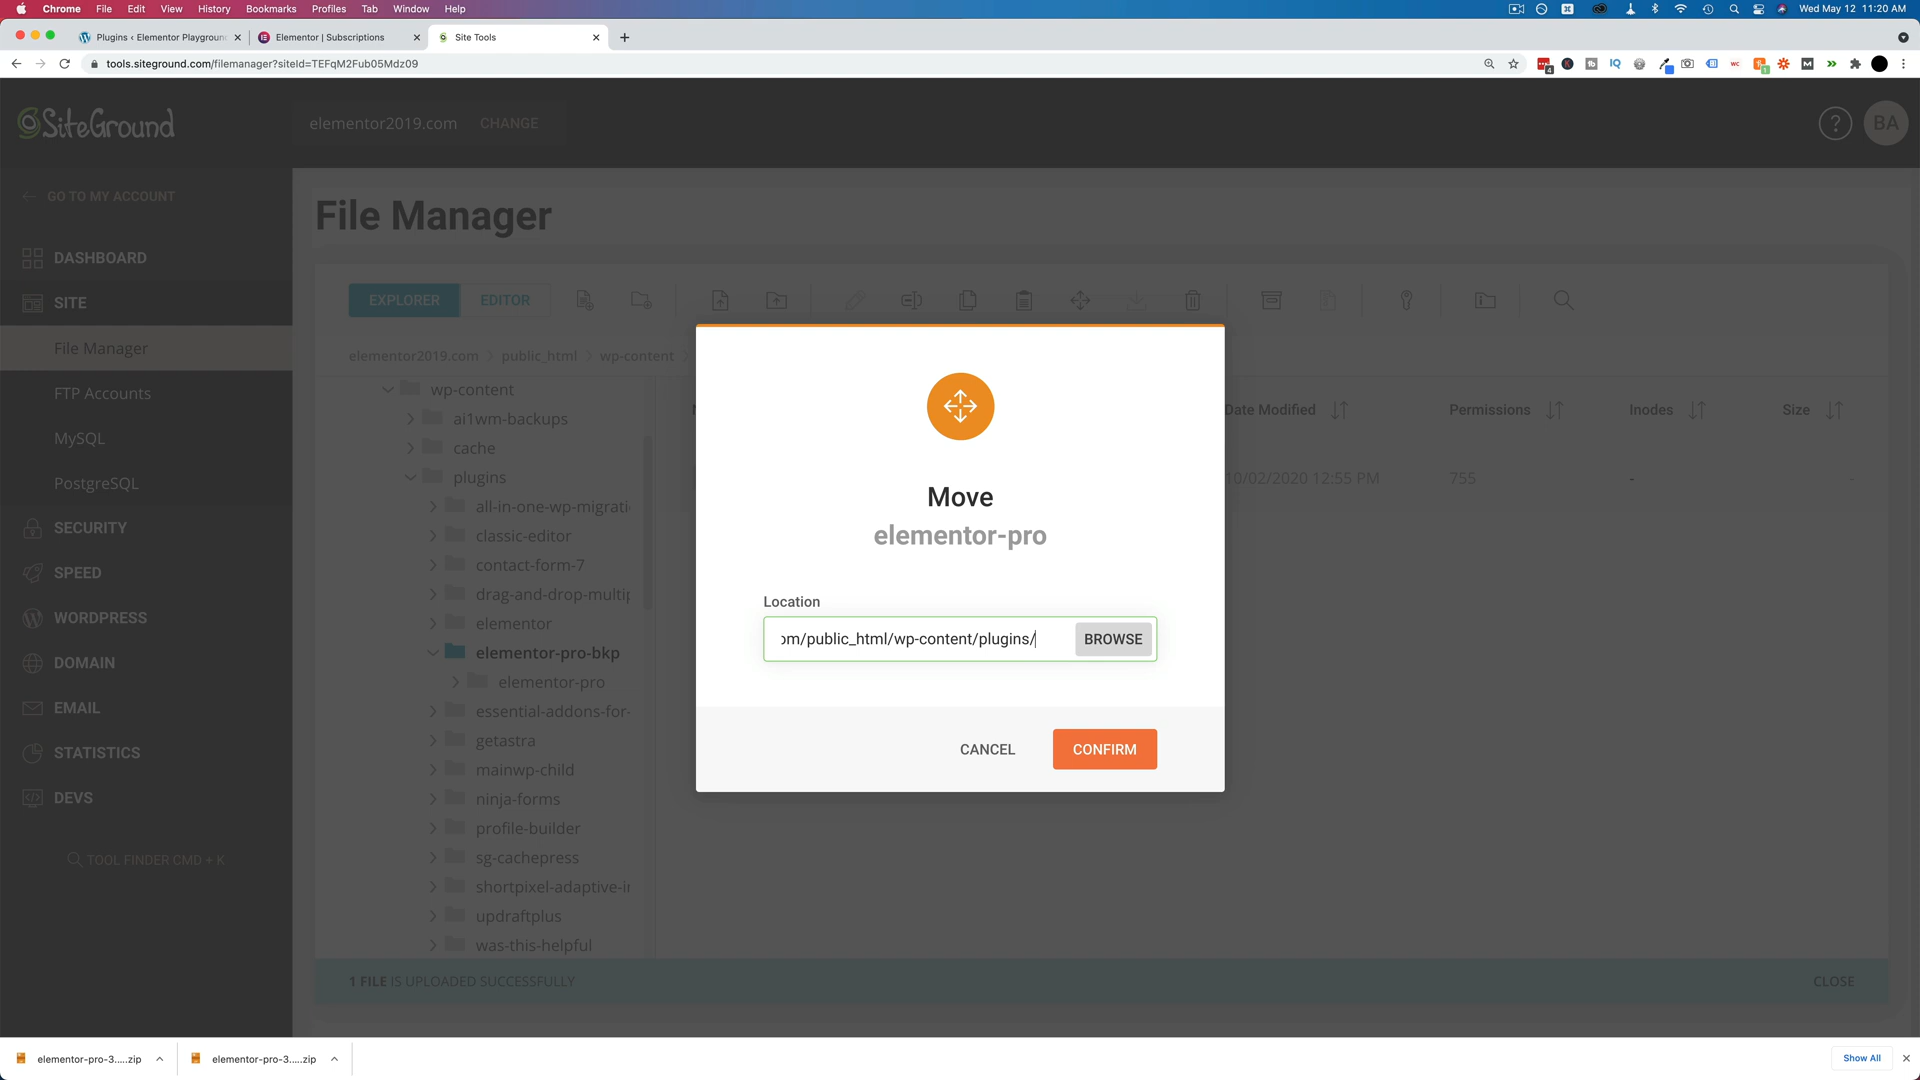 Chrome File Edit View History Bookmarks Profiles Tab Window Help Wed May 12 11:20 AM
Plugins ‹ Elementor Playground Elementor | Subscriptions Site Tools
tools.siteground.com/filemanager?siteId=TEFqM2Fub05Mdz09
SiteGround elementor2019.com CHANGE ? BA
GO TO MY ACCOUNT
File Manager
DASHBOARD
SITE
EXPLORER EDITOR
File Manager
elementor2019.com public_html wp-content
FTP Accounts
MySQL
PostgreSQL
SECURITY
SPEED
WORDPRESS
DOMAIN
EMAIL
STATISTICS
DEVS
TOOL FINDER CMD + K
wp-content
ai1wm-backups
cache
plugins
all-in-one-wp-migrati
classic-editor
contact-form-7
drag-and-drop-multip
elementor
elementor-pro-bkp
elementor-pro
essential-addons-for-
getastra
mainwp-child
ninja-forms
profile-builder
sg-cachepress
shortpixel-adaptive-i
updraftplus
was-this-helpful
Date Modified Permissions Inodes Size
10/02/2020 12:55 PM 755 - -
Move
elementor-pro
Location
om/public_html/wp-content/plugins/ BROWSE
CANCEL CONFIRM
1 FILE IS UPLOADED SUCCESSFULLY CLOSE
elementor-pro-3.....zip elementor-pro-3.....zip Show All